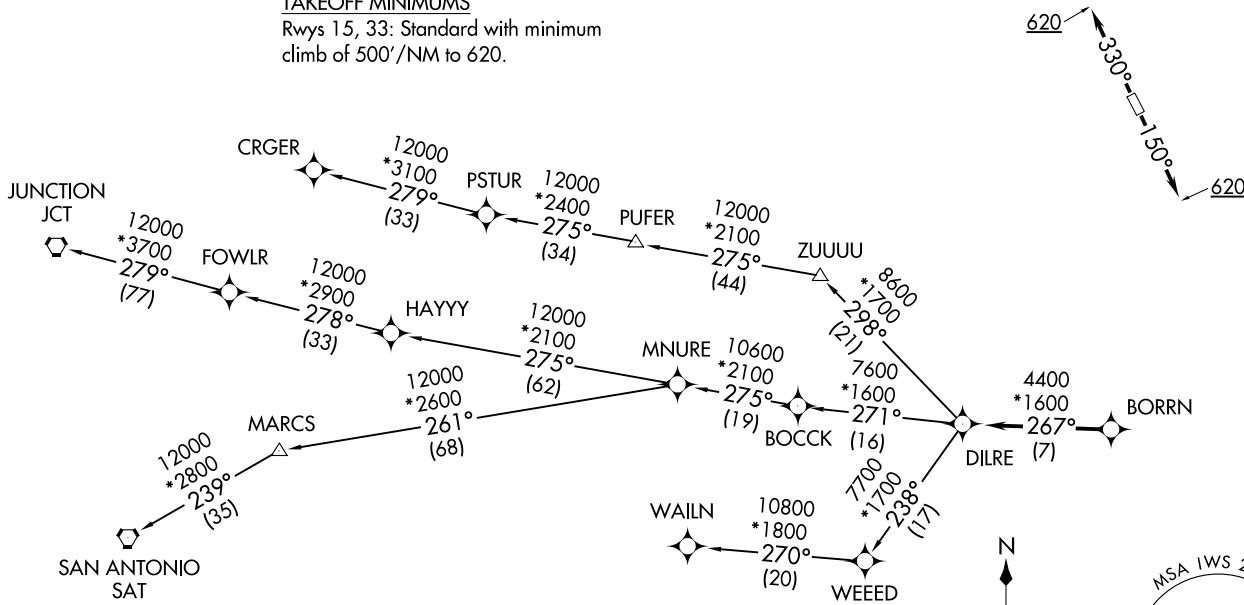 TAKEOFF MINIMUMS
Rwys 15, 33: Standard with minimum
climb of 500'/NM to 620.
620
330°
150°
620
CRGER
12000
*3100
279°
(33)
PSTUR
12000
*2400
275°
(34)
PUFER
12000
*2100
275°
(44)
ZUUUU
8600
*1700
298°
(21)
JUNCTION
JCT
12000
*3700
279°
(77)
FOWLR
12000
*2900
278°
(33)
HAYYY
12000
*2100
275°
(62)
MNURE
10600
*2100
275°
(19)
BOCCK
7600
*1600
271°
(16)
DILRE
4400
*1600
267°
(7)
BORRN
12000
*2600
261°
(68)
MARCS
12000
*2800
239°
(35)
SAN ANTONIO
SAT
7700
*1700
238°
(17)
WEEED
10800
*1800
270°
(20)
WAILN
N
MSA IWS 2